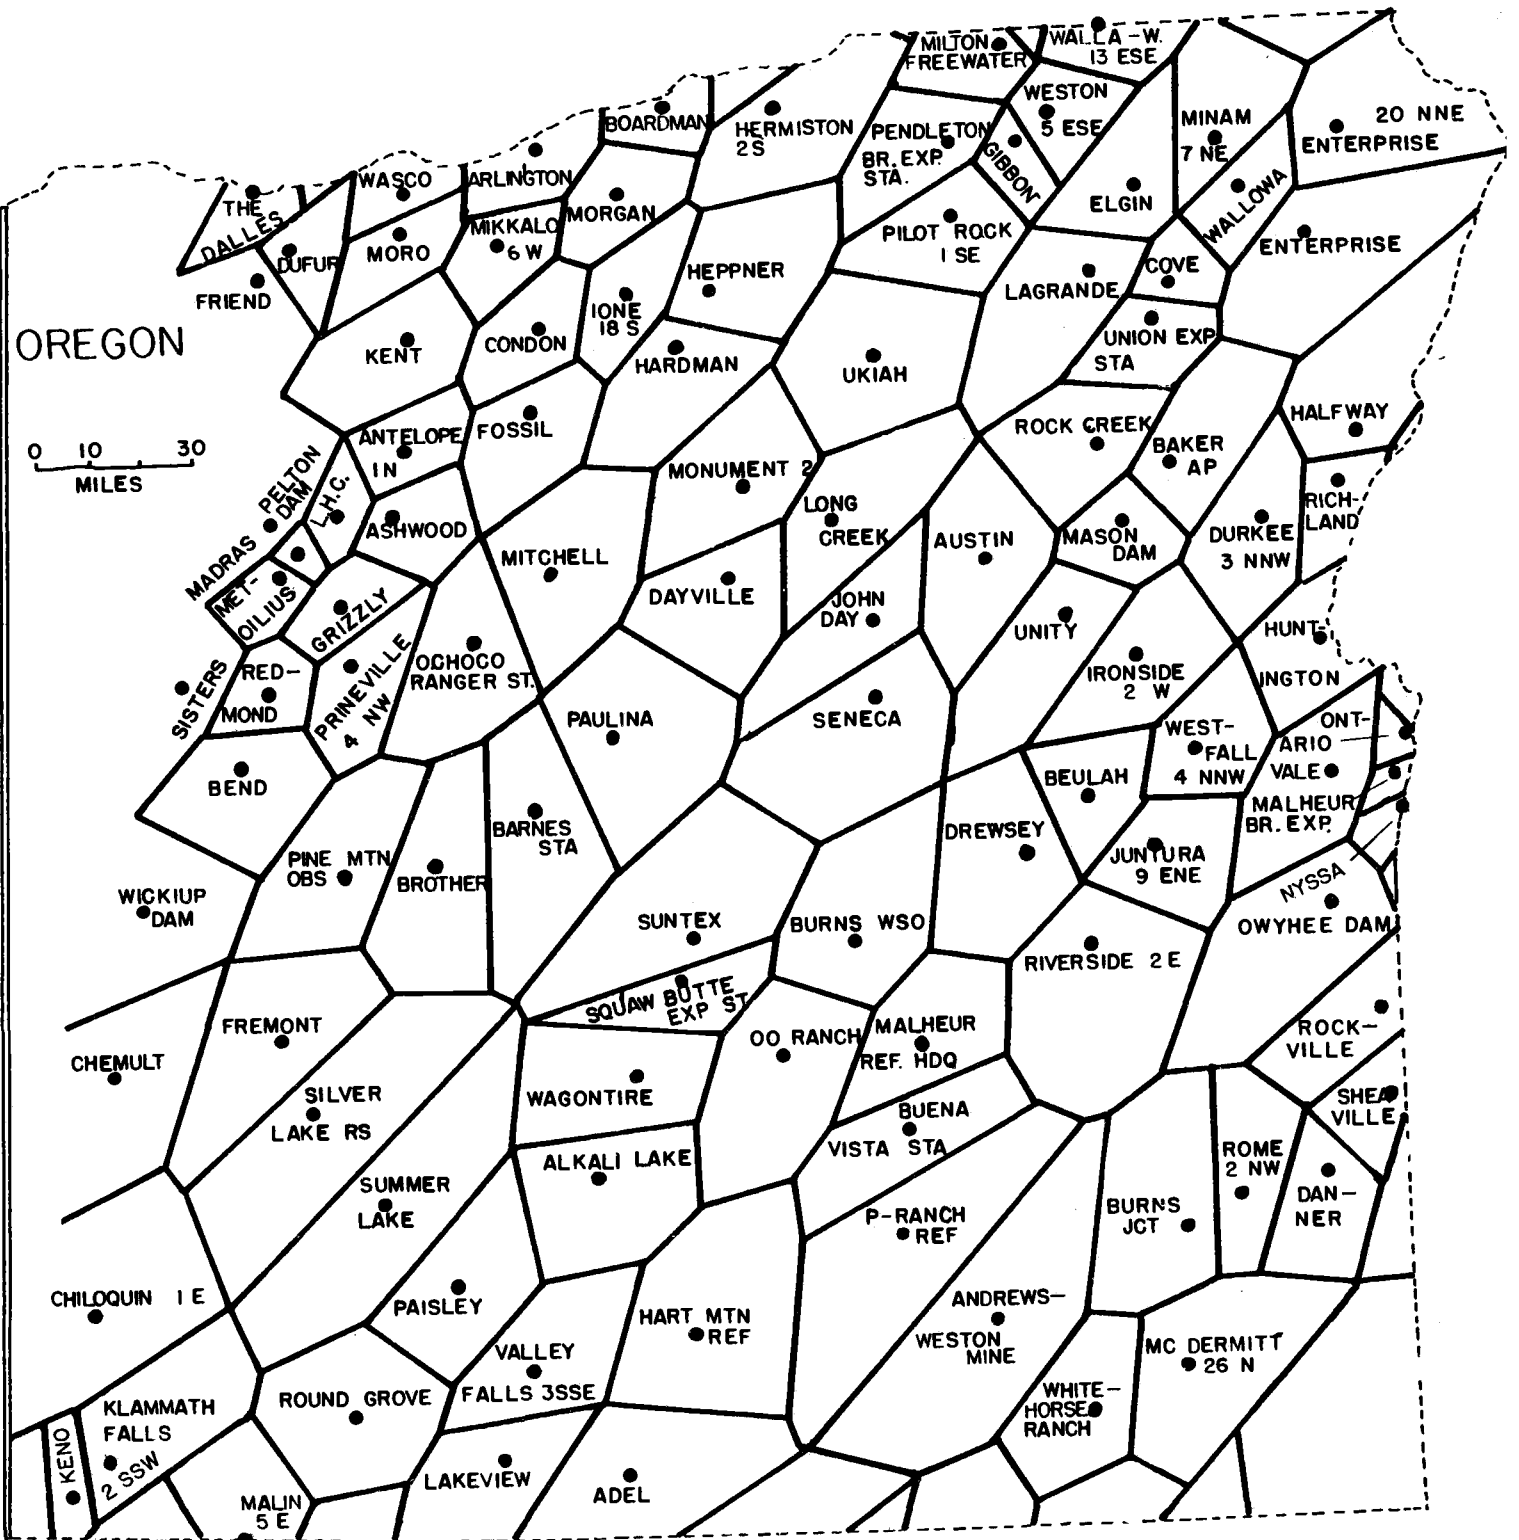 MILTON
FREEWATER
WALLA-W.
13 ESE
WESTON
5 ESE
MINAM
7 NE
20 NNE
ENTERPRISE
BOARDMAN
HERMISTON
2S
PENDLETON
BR. EXP.
STA.
GIBBON
ELGIN
WALLOWA
ENTERPRISE
WASCO
ARLINGTON
MORGAN
THE
DALLES
DUFUR
MORO
MIKKALO
6 W
HEPPNER
PILOT ROCK
1 SE
LAGRANDE
COVE
FRIEND
IONE
18 S
OREGON
KENT
CONDON
HARDMAN
UKIAH
UNION EXP
STA
0 10 30
MILES
ANTELOPE
1 N
FOSSIL
ROCK CREEK
BAKER
AP
HALFWAY
PELTON
DAM
L.H.C.
MONUMENT 2
LONG
CREEK
RICH-
LAND
MADRAS
ASHWOOD
MITCHELL
AUSTIN
MASON
DAM
DURKEE
3 NNW
MET-
OILIUS
GRIZZLY
DAYVILLE
JOHN
DAY
UNITY
HUNT-
INGTON
SISTERS
RED-
MOND
PRINEVILLE
4 NW
OCHOCO
RANGER ST.
PAULINA
SENECA
IRONSIDE
2 W
WEST-
FALL
4 NNW
ONT-
ARIO
VALE
BEND
BARNES
STA
BEULAH
MALHEUR
BR. EXP.
DREWSEY
JUNTURA
9 ENE
NYSSA
PINE MTN
OBS
BROTHER
WICKIUP
DAM
SUNTEX
BURNS WSO
RIVERSIDE 2 E
OWYHEE DAM
SQUAW BUTTE
EXP ST
FREMONT
OO RANCH
MALHEUR
REF. HDQ
ROCK-
VILLE
CHEMULT
SILVER
LAKE RS
WAGONTIRE
BUENA
VISTA STA
SHEA
VILLE
ALKALI LAKE
ROME
2 NW
SUMMER
LAKE
P-RANCH
REF
BURNS
JCT
DAN-
NER
CHILOQUIN 1 E
PAISLEY
HART MTN
REF
ANDREWS-
WESTON
MINE
VALLEY
FALLS 3SSE
MC DERMITT
26 N
KLAMMATH
FALLS
2 SSW
ROUND GROVE
WHITE-
HORSE
RANCH
KENO
LAKEVIEW
ADEL
MALIN
5 E